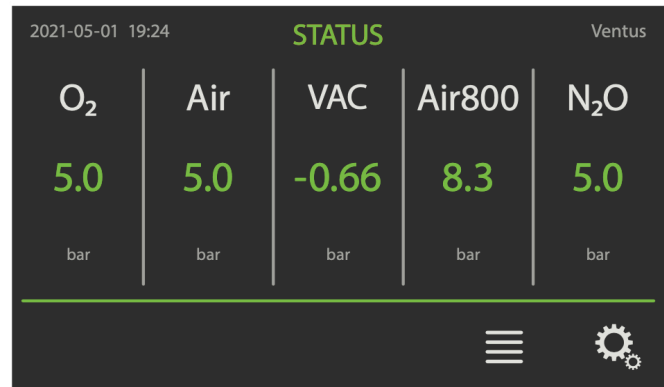 2021-05-01 19:24 STATUS Ventus
O₂ Air VAC Air800 N₂O
5.0 5.0 -0.66 8.3 5.0
bar bar bar bar bar